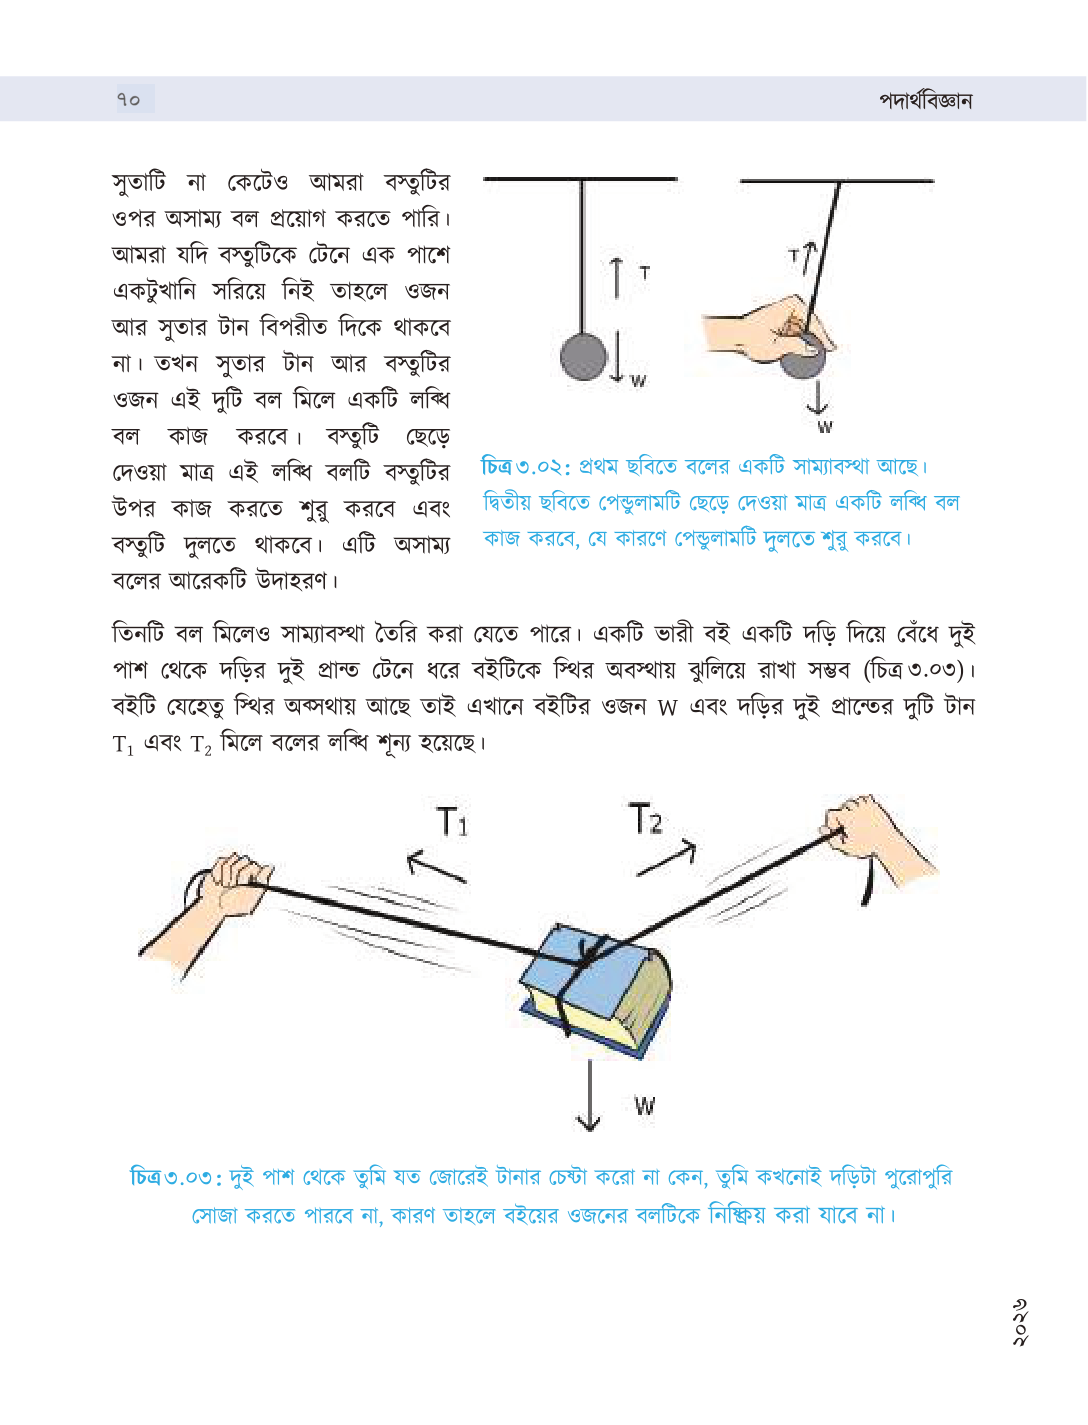 ৭০
পদার্থবিজ্ঞান
সুতাটি না কেটেও আমরা বস্তুটির
ওপর অসাম্য বল প্রয়োগ করতে পারি।
আমরা যদি বস্তুটিকে টেনে এক পাশে
একটুখানি সরিয়ে নিই তাহলে ওজন
আর সুতার টান বিপরীত দিকে থাকবে
না। তখন সুতার টান আর বস্তুটির
ওজন এই দুটি বল মিলে একটি লব্ধি
বল কাজ করবে। বস্তুটি ছেড়ে
দেওয়া মাত্র এই লব্ধি বলটি বস্তুটির
উপর কাজ করতে শুরু করবে এবং
বস্তুটি দুলতে থাকবে। এটি অসাম্য
বলের আরেকটি উদাহরণ।
T
W
T
W
চিত্র ৩.০২: প্রথম ছবিতে বলের একটি সাম্যাবস্থা আছে।
দ্বিতীয় ছবিতে পেন্ডুলামটি ছেড়ে দেওয়া মাত্র একটি লব্ধি বল
কাজ করবে, যে কারণে পেন্ডুলামটি দুলতে শুরু করবে।
তিনটি বল মিলেও সাম্যাবস্থা তৈরি করা যেতে পারে। একটি ভারী বই একটি দড়ি দিয়ে বেঁধে দুই
পাশ থেকে দড়ির দুই প্রান্ত টেনে ধরে বইটিকে স্থির অবস্থায় ঝুলিয়ে রাখা সম্ভব (চিত্র ৩.০৩)।
বইটি যেহেতু স্থির অব্সথায় আছে তাই এখানে বইটির ওজন W এবং দড়ির দুই প্রান্তের দুটি টান
T₁ এবং T₂ মিলে বলের লব্ধি শূন্য হয়েছে।
T₁
T₂
W
চিত্র ৩.০৩: দুই পাশ থেকে তুমি যত জোরেই টানার চেষ্টা করো না কেন, তুমি কখনোই দড়িটা পুরোপুরি
সোজা করতে পারবে না, কারণ তাহলে বইয়ের ওজনের বলটিকে নিষ্ক্রিয় করা যাবে না।
২০২৬